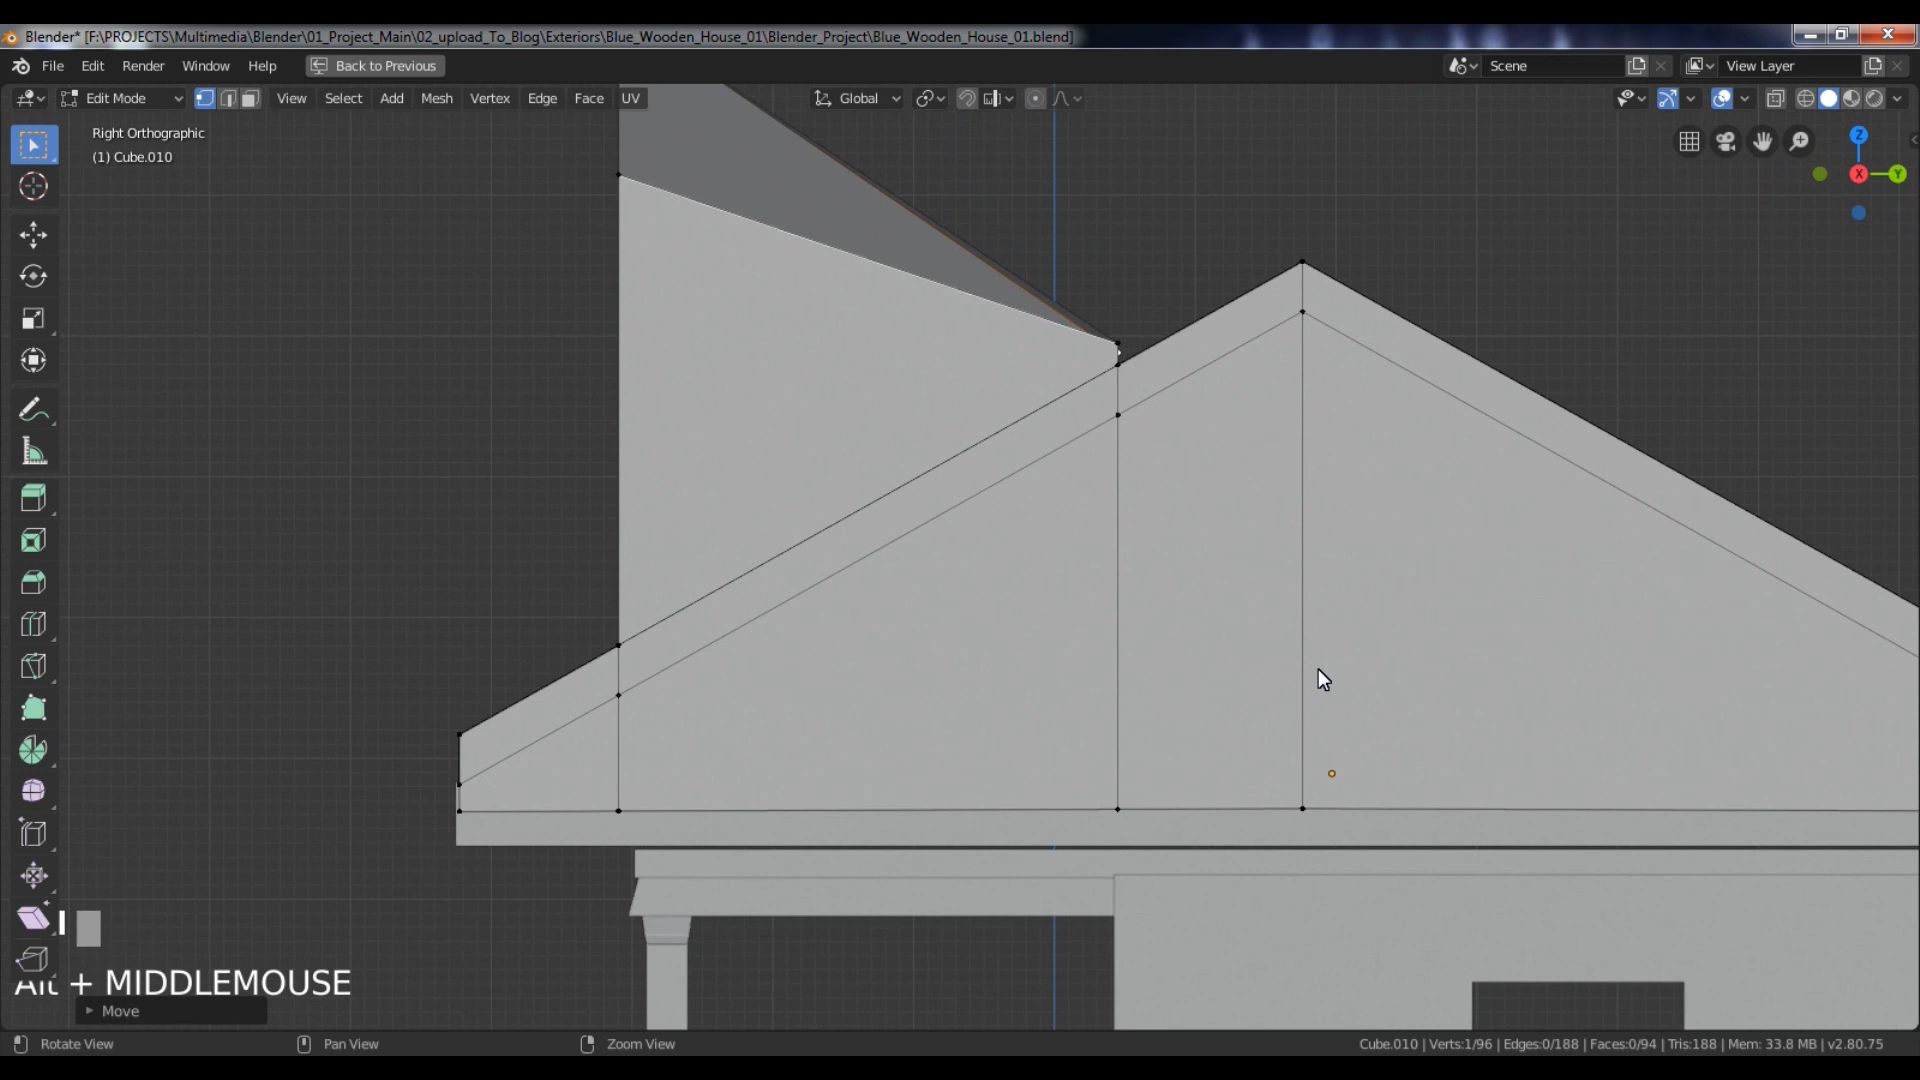 Blender* [F:\PROJECTS\Multimedia\Blender\01_Project_Main\02_upload_To_Blog\Exteriors\Blue_Wooden_House_01\Blender_Project\Blue_Wooden_House_01.blend]
File Edit Render Window Help Back to Previous Scene View Layer
Edit Mode View Select Add Mesh Vertex Edge Face UV Global
Right Orthographic
(1) Cube.010
Z
X
Y
Alt + MIDDLEMOUSE
Move
Rotate View Pan View Zoom View Cube.010 | Verts:1/96 | Edges:0/188 | Faces:0/94 | Tris:188 | Mem: 33.8 MB | v2.80.75